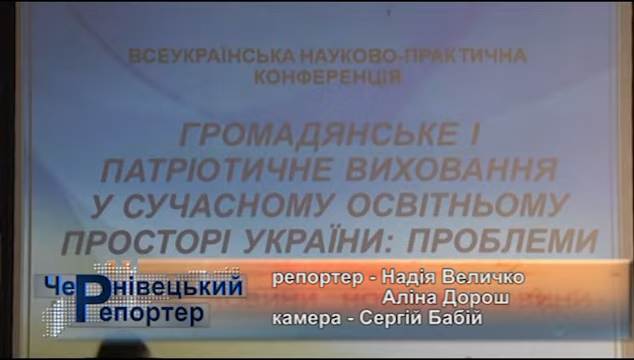 ВСЕУКРАЇНСЬКА НАУКОВО-ПРАКТИЧНА
КОНФЕРЕНЦІЯ
ГРОМАДЯНСЬКЕ І
ПАТРІОТИЧНЕ ВИХОВАННЯ
У СУЧАСНОМУ ОСВІТНЬОМУ
ПРОСТОРІ УКРАЇНИ: ПРОБЛЕМИ
Чернівецький
Репортер
репортер - Надія Величко
Аліна Дорош
камера - Сергій Бабій